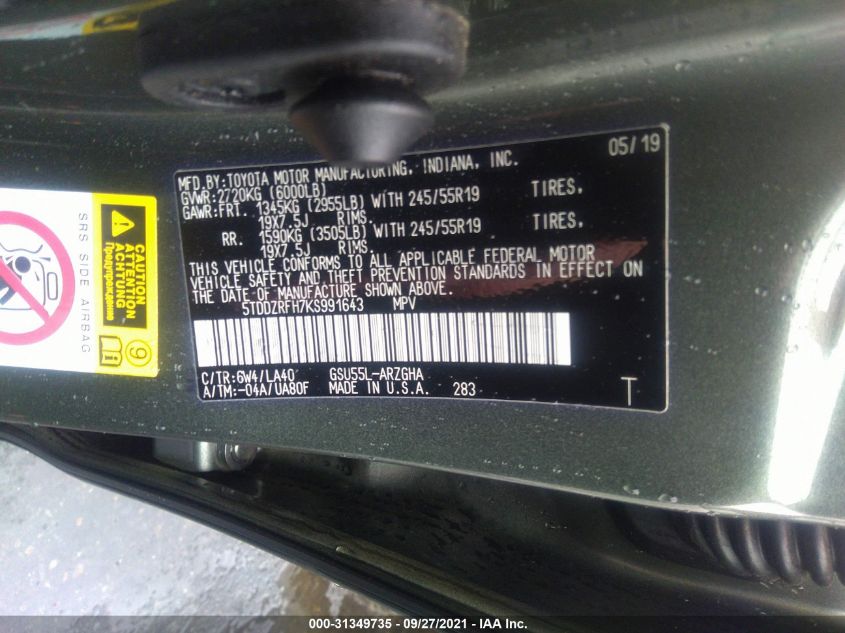 05/19
MFD.BY:TOYOTA MOTOR MANUFACTURING, INDIANA, INC.
GVWR:2720KG (6000LB)
GAWR:FRT. 1345KG (2955LB) WITH 245/55R19 TIRES,
19X7.5J RIMS.
RR. 1590KG (3505LB) WITH 245/55R19 TIRES,
19X7.5J RIMS.
THIS VEHICLE CONFORMS TO ALL APPLICABLE FEDERAL MOTOR
VEHICLE SAFETY AND THEFT PREVENTION STANDARDS IN EFFECT ON
THE DATE OF MANUFACTURE SHOWN ABOVE.
5TDDZRFH7KS991643 MPV
C/TR:6W4/LA40 GSU55L-ARZGHA
A/TM:-04A/UA80F MADE IN U.S.A. 283 T
SRS SIDE AIRBAG
CAUTION
ATTENTION
ACHTUNG
Предупреждение
9
000-31349735 - 09/27/2021 - IAA Inc.